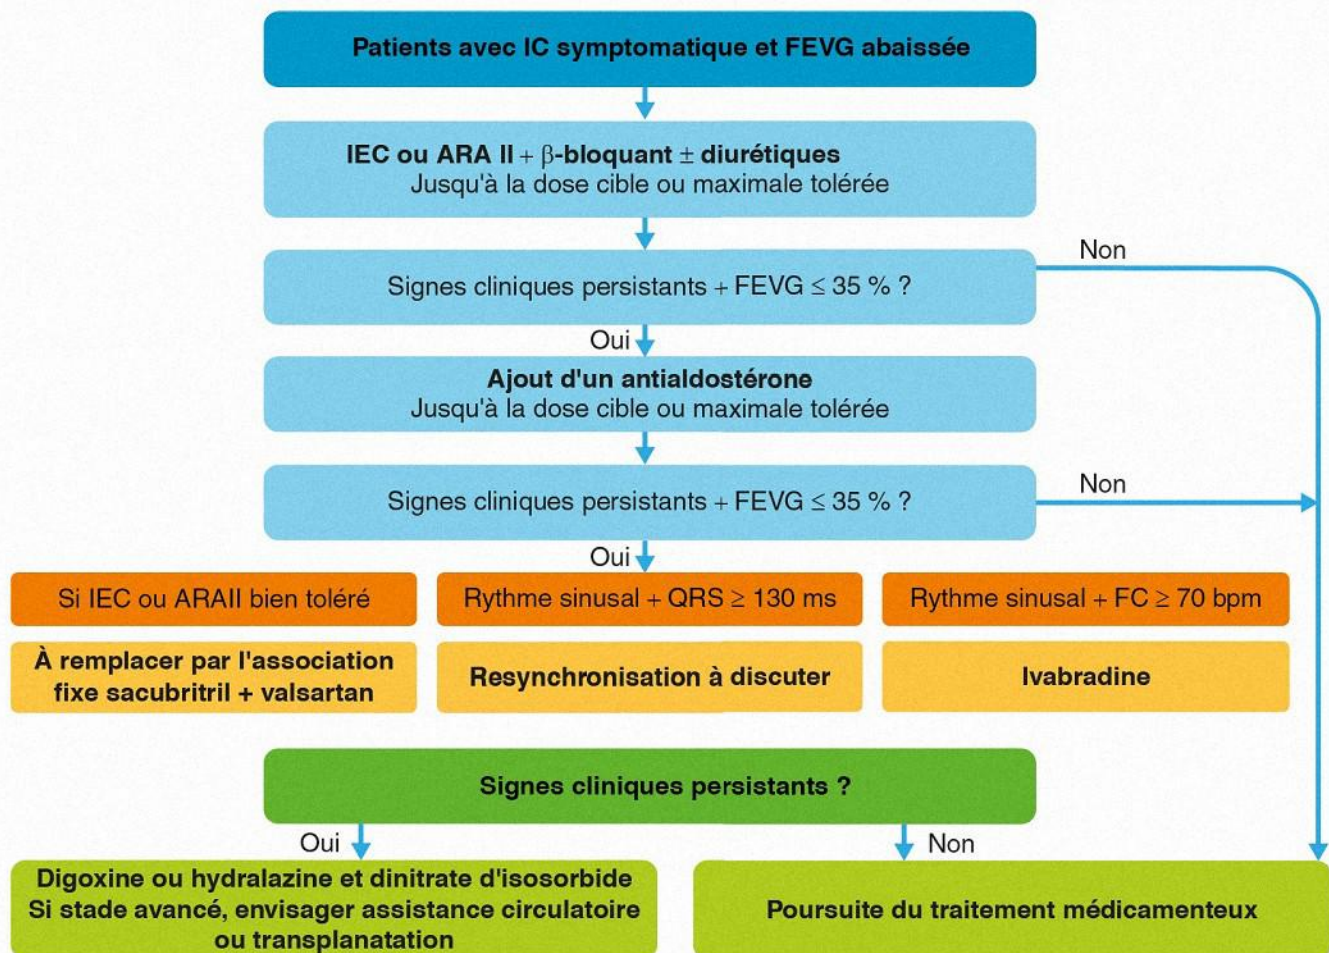 Patients avec IC symptomatique et FEVG abaissée
IEC ou ARA II + β-bloquant ± diurétiques
Jusqu'à la dose cible ou maximale tolérée
Signes cliniques persistants + FEVG ≤ 35 % ?
Non
Oui
Ajout d'un antialdostérone
Jusqu'à la dose cible ou maximale tolérée
Signes cliniques persistants + FEVG ≤ 35 % ?
Non
Oui
Si IEC ou ARAII bien toléré
À remplacer par l'association
fixe sacubritril + valsartan
Rythme sinusal + QRS ≥ 130 ms
Resynchronisation à discuter
Rythme sinusal + FC ≥ 70 bpm
Ivabradine
Signes cliniques persistants ?
Oui
Non
Digoxine ou hydralazine et dinitrate d'isosorbide
Si stade avancé, envisager assistance circulatoire
ou transplanatation
Poursuite du traitement médicamenteux